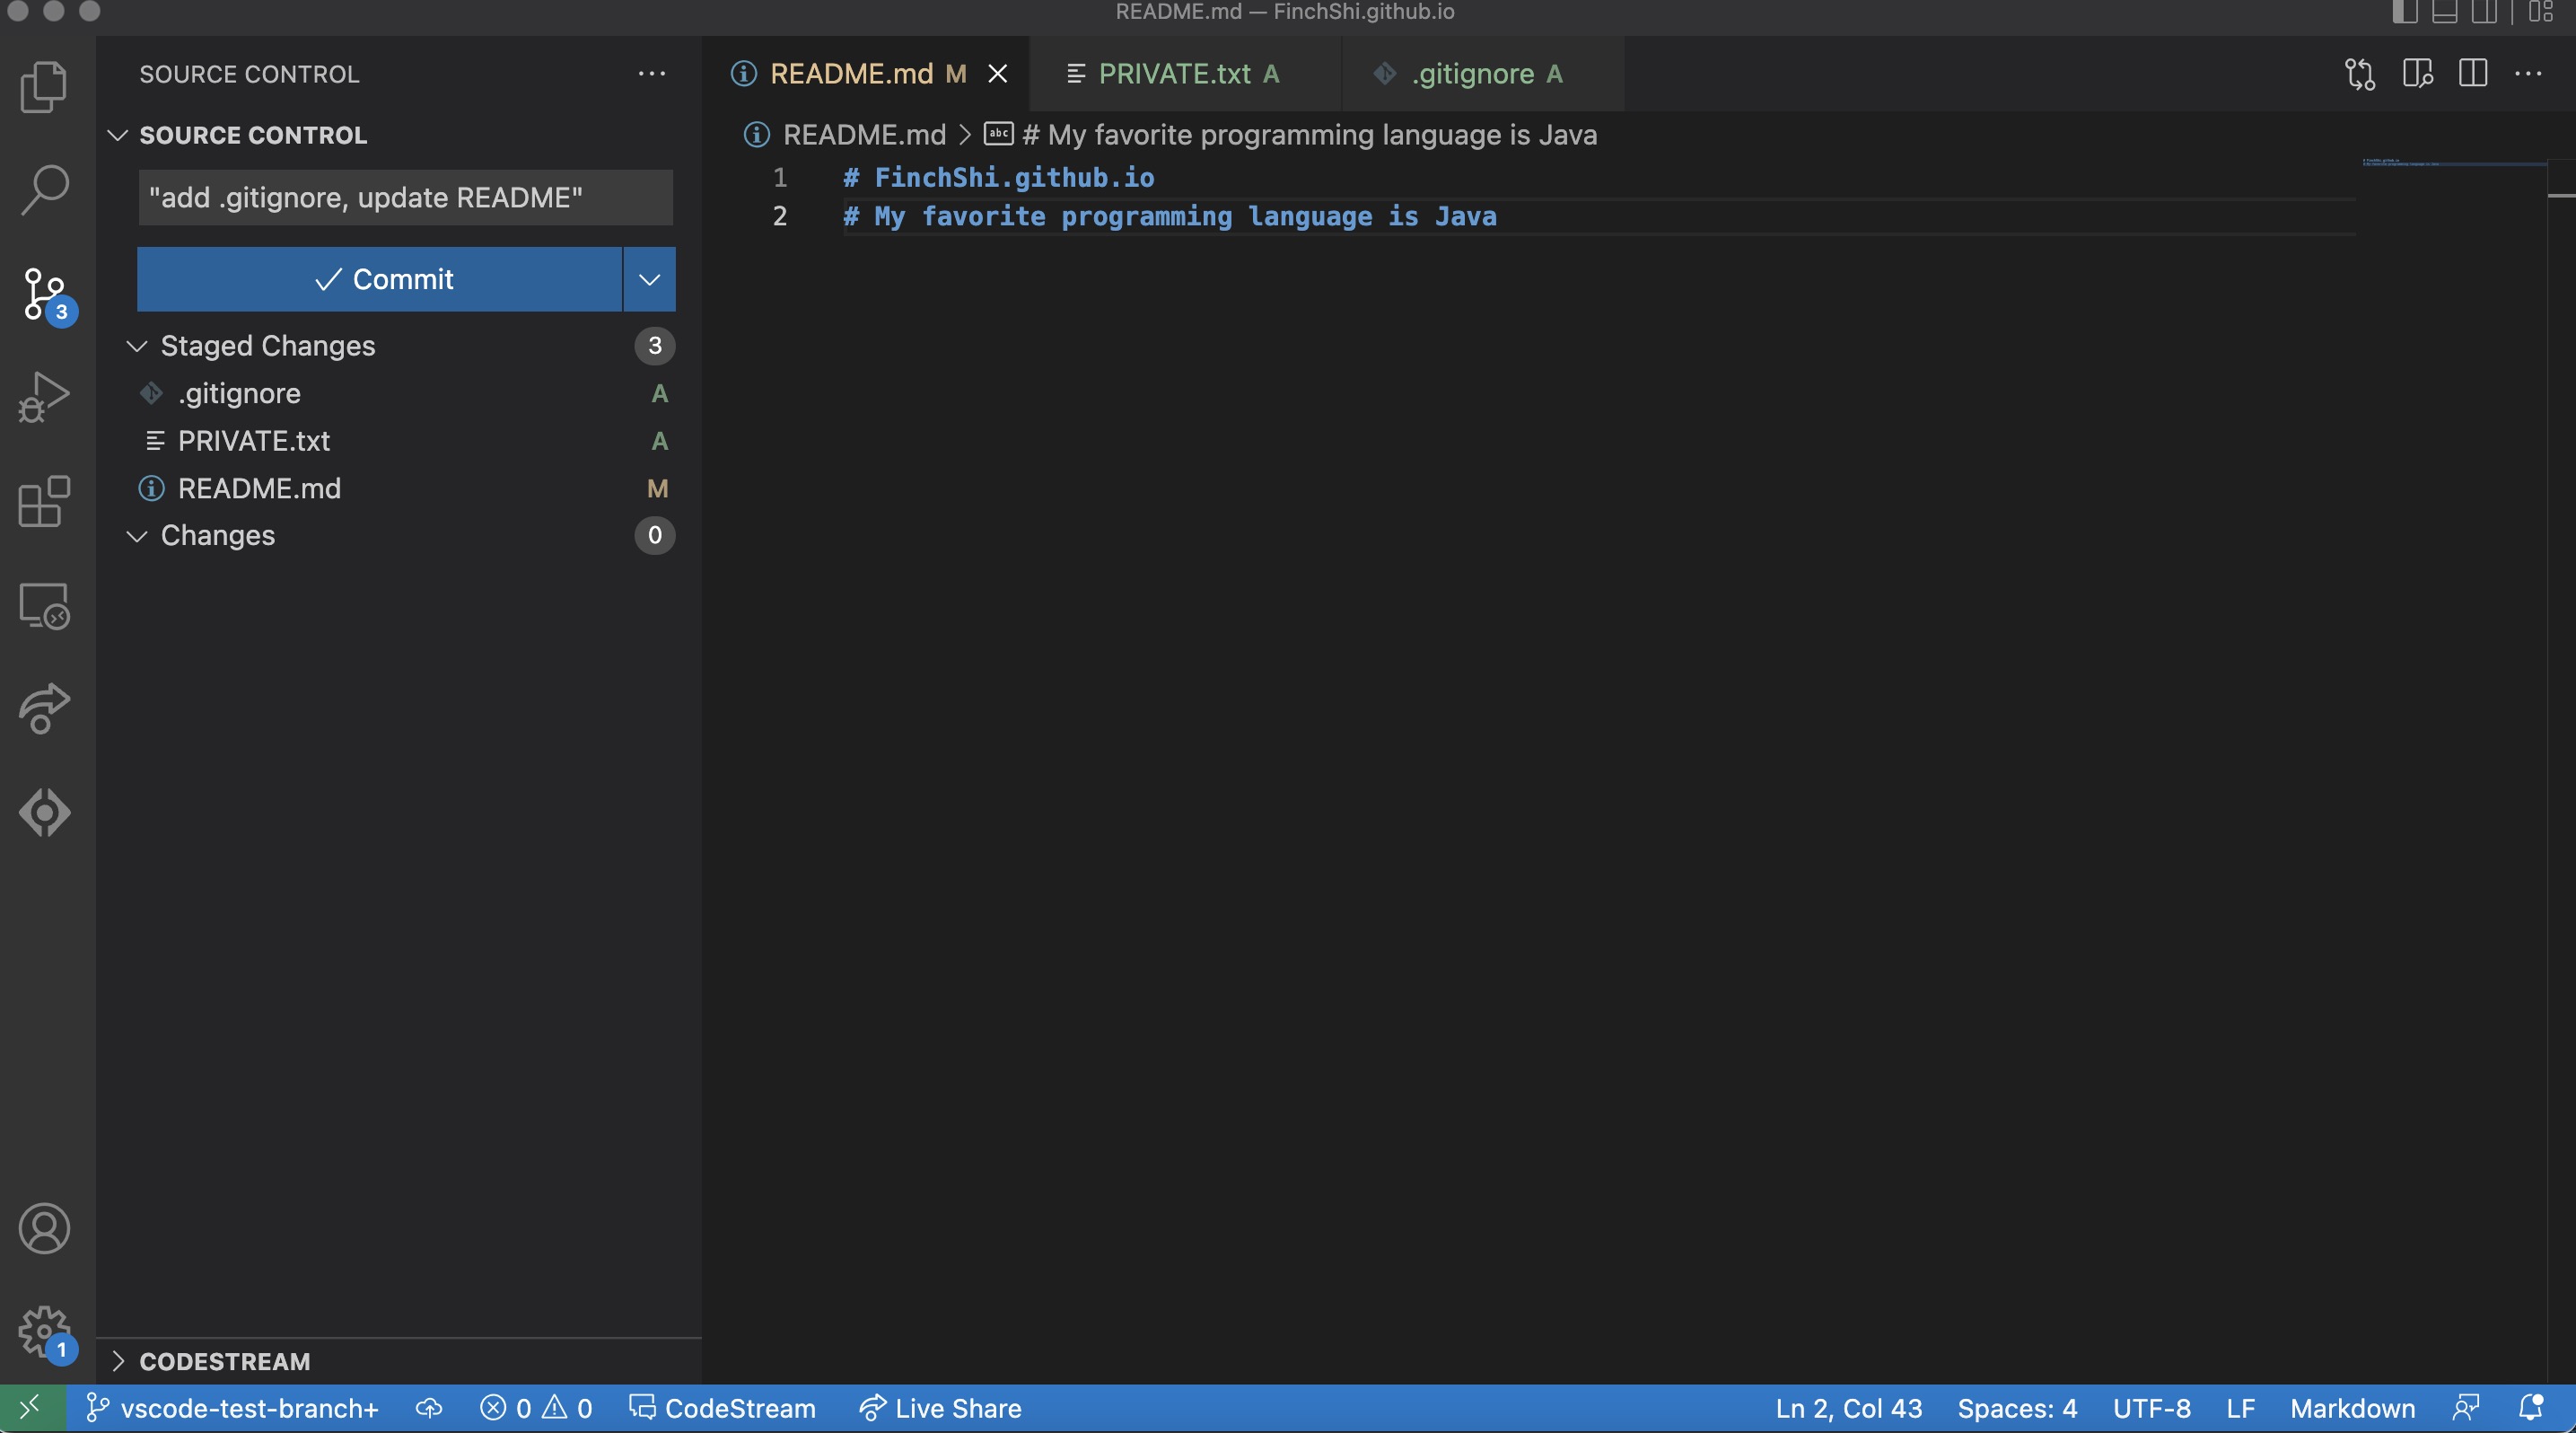 README.md — FinchShi.github.io
SOURCE CONTROL
SOURCE CONTROL
"add .gitignore, update README"
Commit
Staged Changes 3
.gitignore A
PRIVATE.txt A
README.md M
Changes 0
3
1
CODESTREAM
README.md M
PRIVATE.txt A
.gitignore A
README.md > abc # My favorite programming language is Java
1 # FinchShi.github.io
2 # My favorite programming language is Java
vscode-test-branch+ 0 0 CodeStream Live Share Ln 2, Col 43 Spaces: 4 UTF-8 LF Markdown